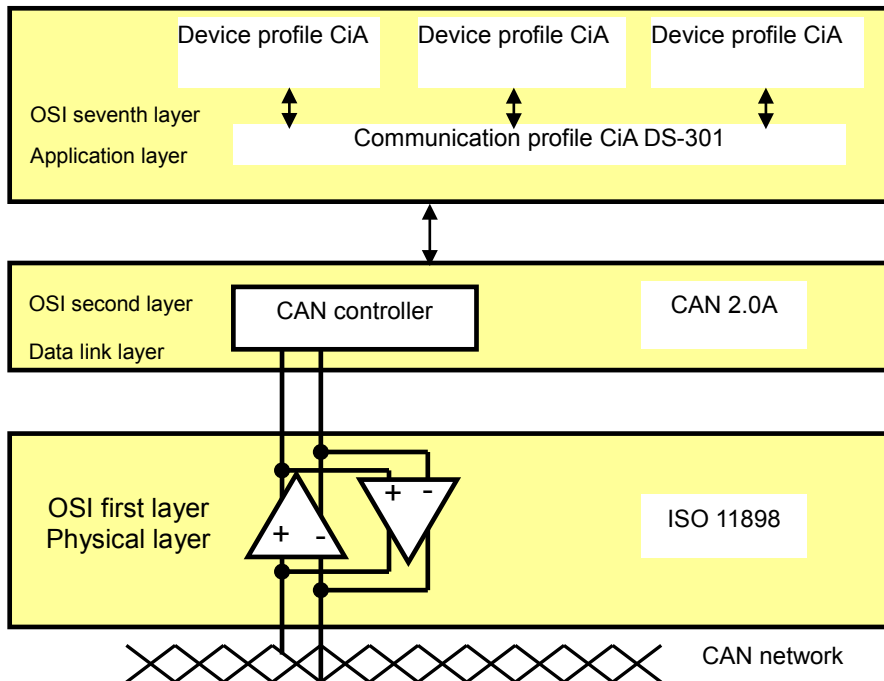 Device profile CiA
Device profile CiA
Device profile CiA
OSI seventh layer
Communication profile CiA DS-301
Application layer
OSI second layer
CAN controller
CAN 2.0A
Data link layer
OSI first layer
Physical layer
+
-
+
-
ISO 11898
CAN network